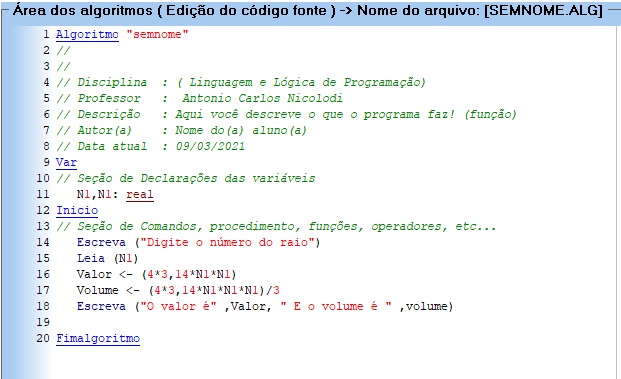 Área dos algoritmos ( Edição do código fonte ) -> Nome do arquivo: [SEMNOME.ALG]
1 Algoritmo "semnome"
2 //
3 //
4 // Disciplina : ( Linguagem e Lógica de Programação)
5 // Professor : Antonio Carlos Nicolodi
6 // Descrição : Aqui você descreve o que o programa faz! (função)
7 // Autor(a) : Nome do(a) aluno(a)
8 // Data atual : 09/03/2021
9 Var
10 // Seção de Declarações das variáveis
11 N1,N1: real
12 Inicio
13 // Seção de Comandos, procedimento, funções, operadores, etc...
14 Escreva ("Digite o número do raio")
15 Leia (N1)
16 Valor <- (4*3,14*N1*N1)
17 Volume <- (4*3,14*N1*N1*N1)/3
18 Escreva ("O valor é" ,Valor, " E o volume é " ,volume)
19
20 Fimalgoritmo